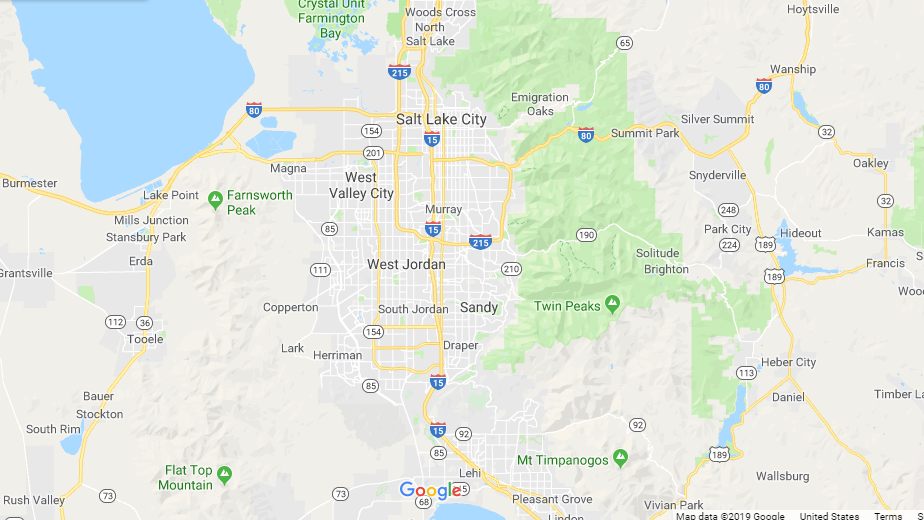 Crystal Unit
Farmington
Bay
Woods Cross
Hoytsville
North
Salt Lake
65
215
Wanship
80
Emigration
Oaks
80
Silver Summit
Salt Lake City
154
15
80
Summit Park
32
201
Magna
Oakley
West
Valley City
Snyderville
Burmester
Lake Point
Farnsworth
Peak
32
Murray
248
Mills Junction
85
15
Park City
Hideout
Kamas
Stansbury Park
215
190
224
189
Erda
Solitude
Brighton
West Jordan
Francis
Grantsville
111
210
189
Woo
Copperton
South Jordan
Sandy
Twin Peaks
112
36
154
Tooele
Draper
Lark
Herriman
Heber City
113
85
15
Bauer
Daniel
Timber La
Stockton
South Rim
15
92
92
85
189
Mt Timpanogos
Flat Top
Mountain
Lehi
Wallsburg
Google
15
Rush Valley
73
73
68
Pleasant Grove
Vivian Park
Lindon
Map data ©2019 Google United States Terms S